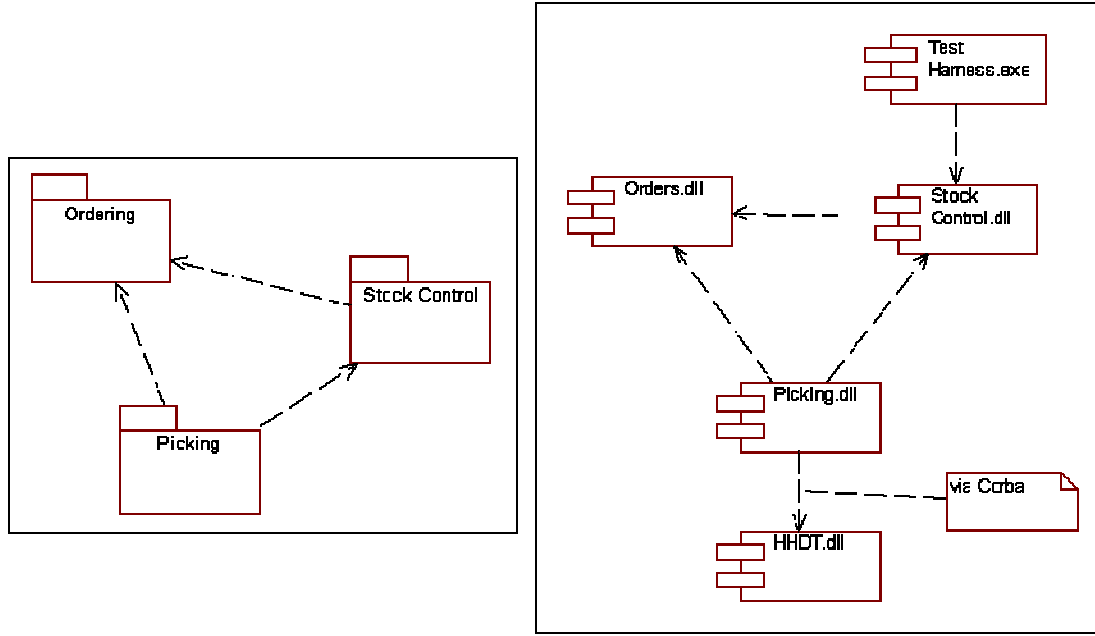 Ordering
Stock Control
Picking
Test
Harness.exe
Orders.dll
Stock
Control.dll
Picking.dll
via Corba
HHDT.dll